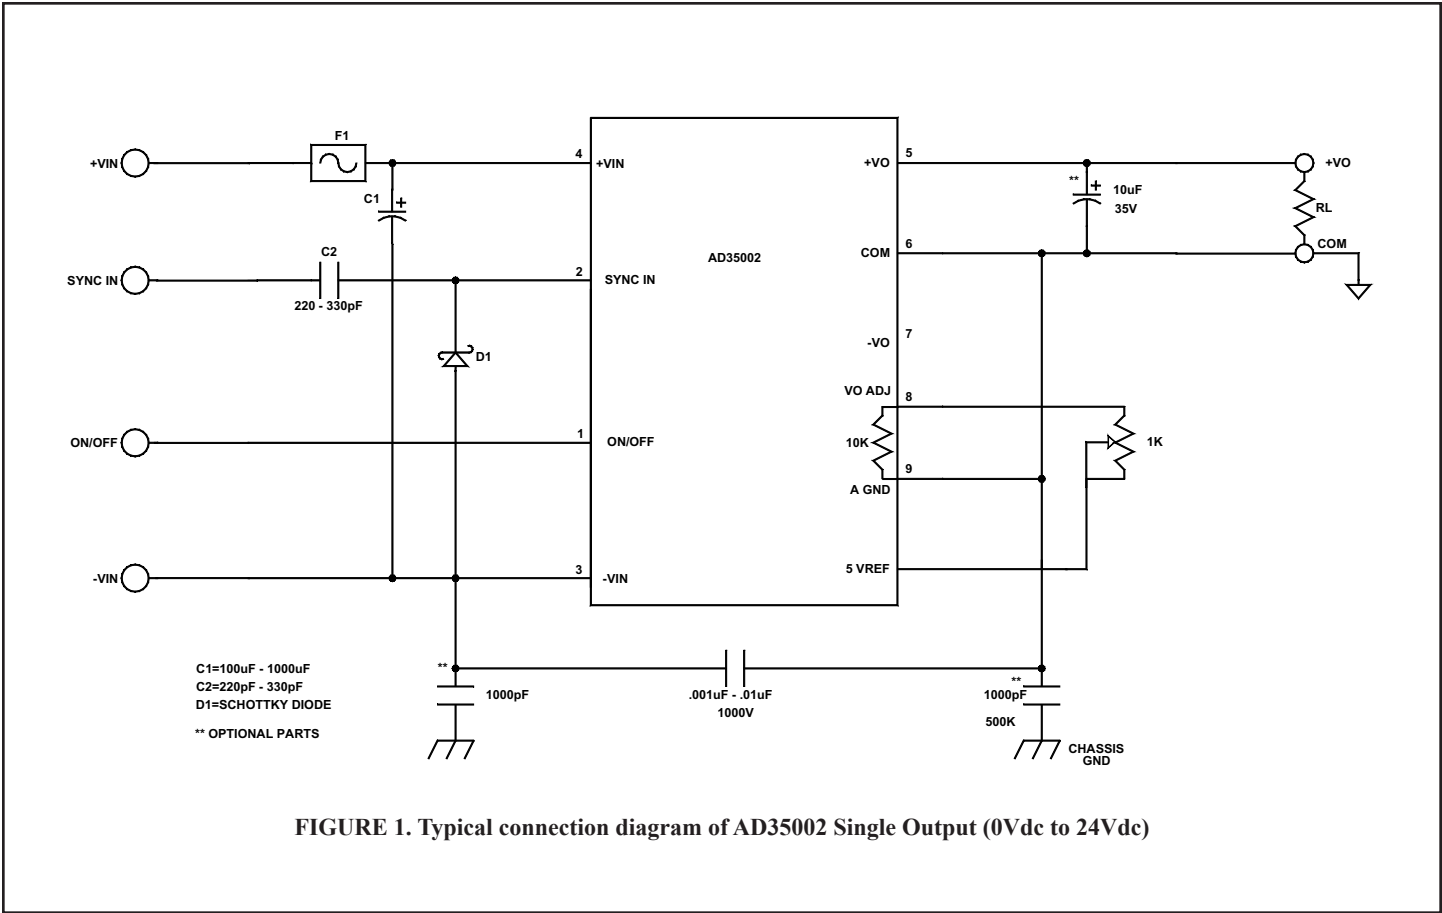 F1
+VIN
4
+VIN
C1
+
+VO
5
**
+
10uF
35V
+VO
RL
COM
6
COM
AD35002
C2
SYNC IN
220 - 330pF
2
SYNC IN
D1
-VO
7
VO ADJ
8
10K
1K
9
A GND
ON/OFF
1
ON/OFF
5 VREF
-VIN
3
-VIN
C1=100uF - 1000uF
C2=220pF - 330pF
D1=SCHOTTKY DIODE
** OPTIONAL PARTS
**
1000pF
.001uF - .01uF
1000V
**
1000pF
500K
CHASSIS
GND
FIGURE 1. Typical connection diagram of AD35002 Single Output (0Vdc to 24Vdc)